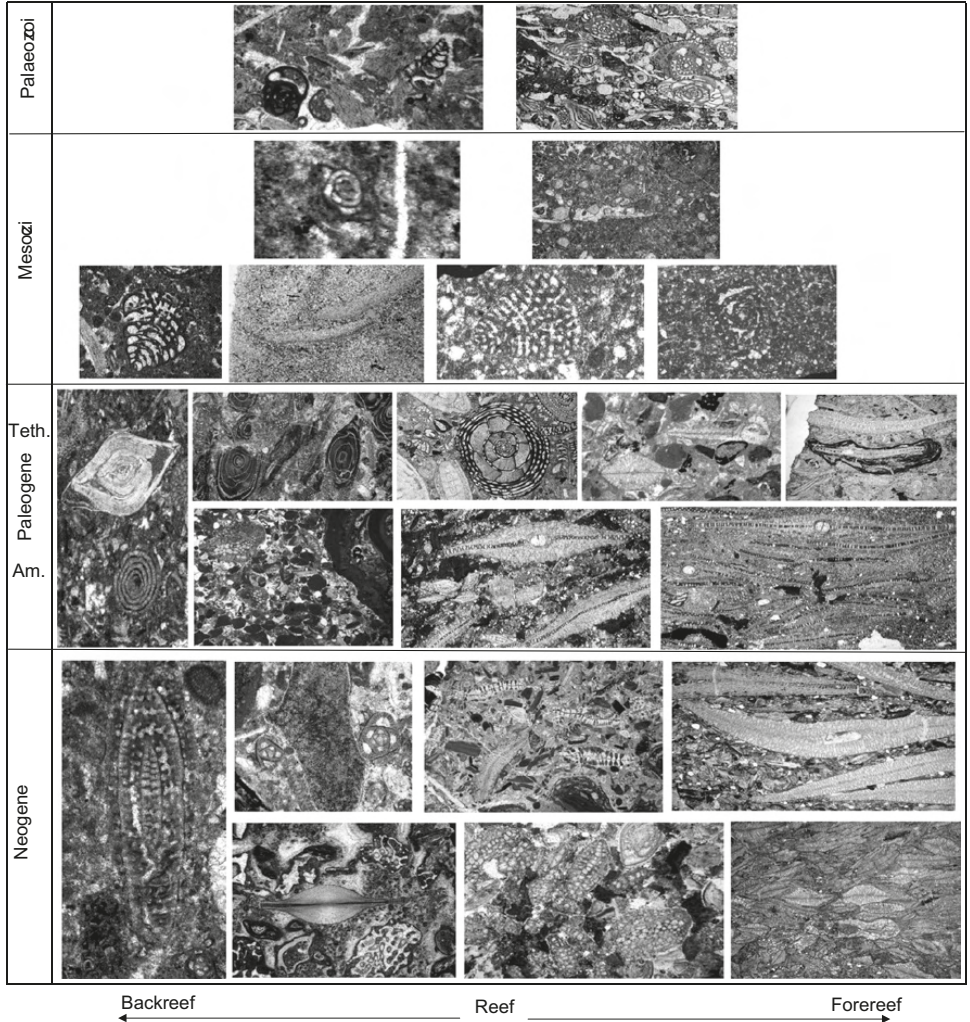 Palaeozoi
Mesozoi
Teth.
Paleogene
Am.
Neogene
Backreef
Reef
Forereef